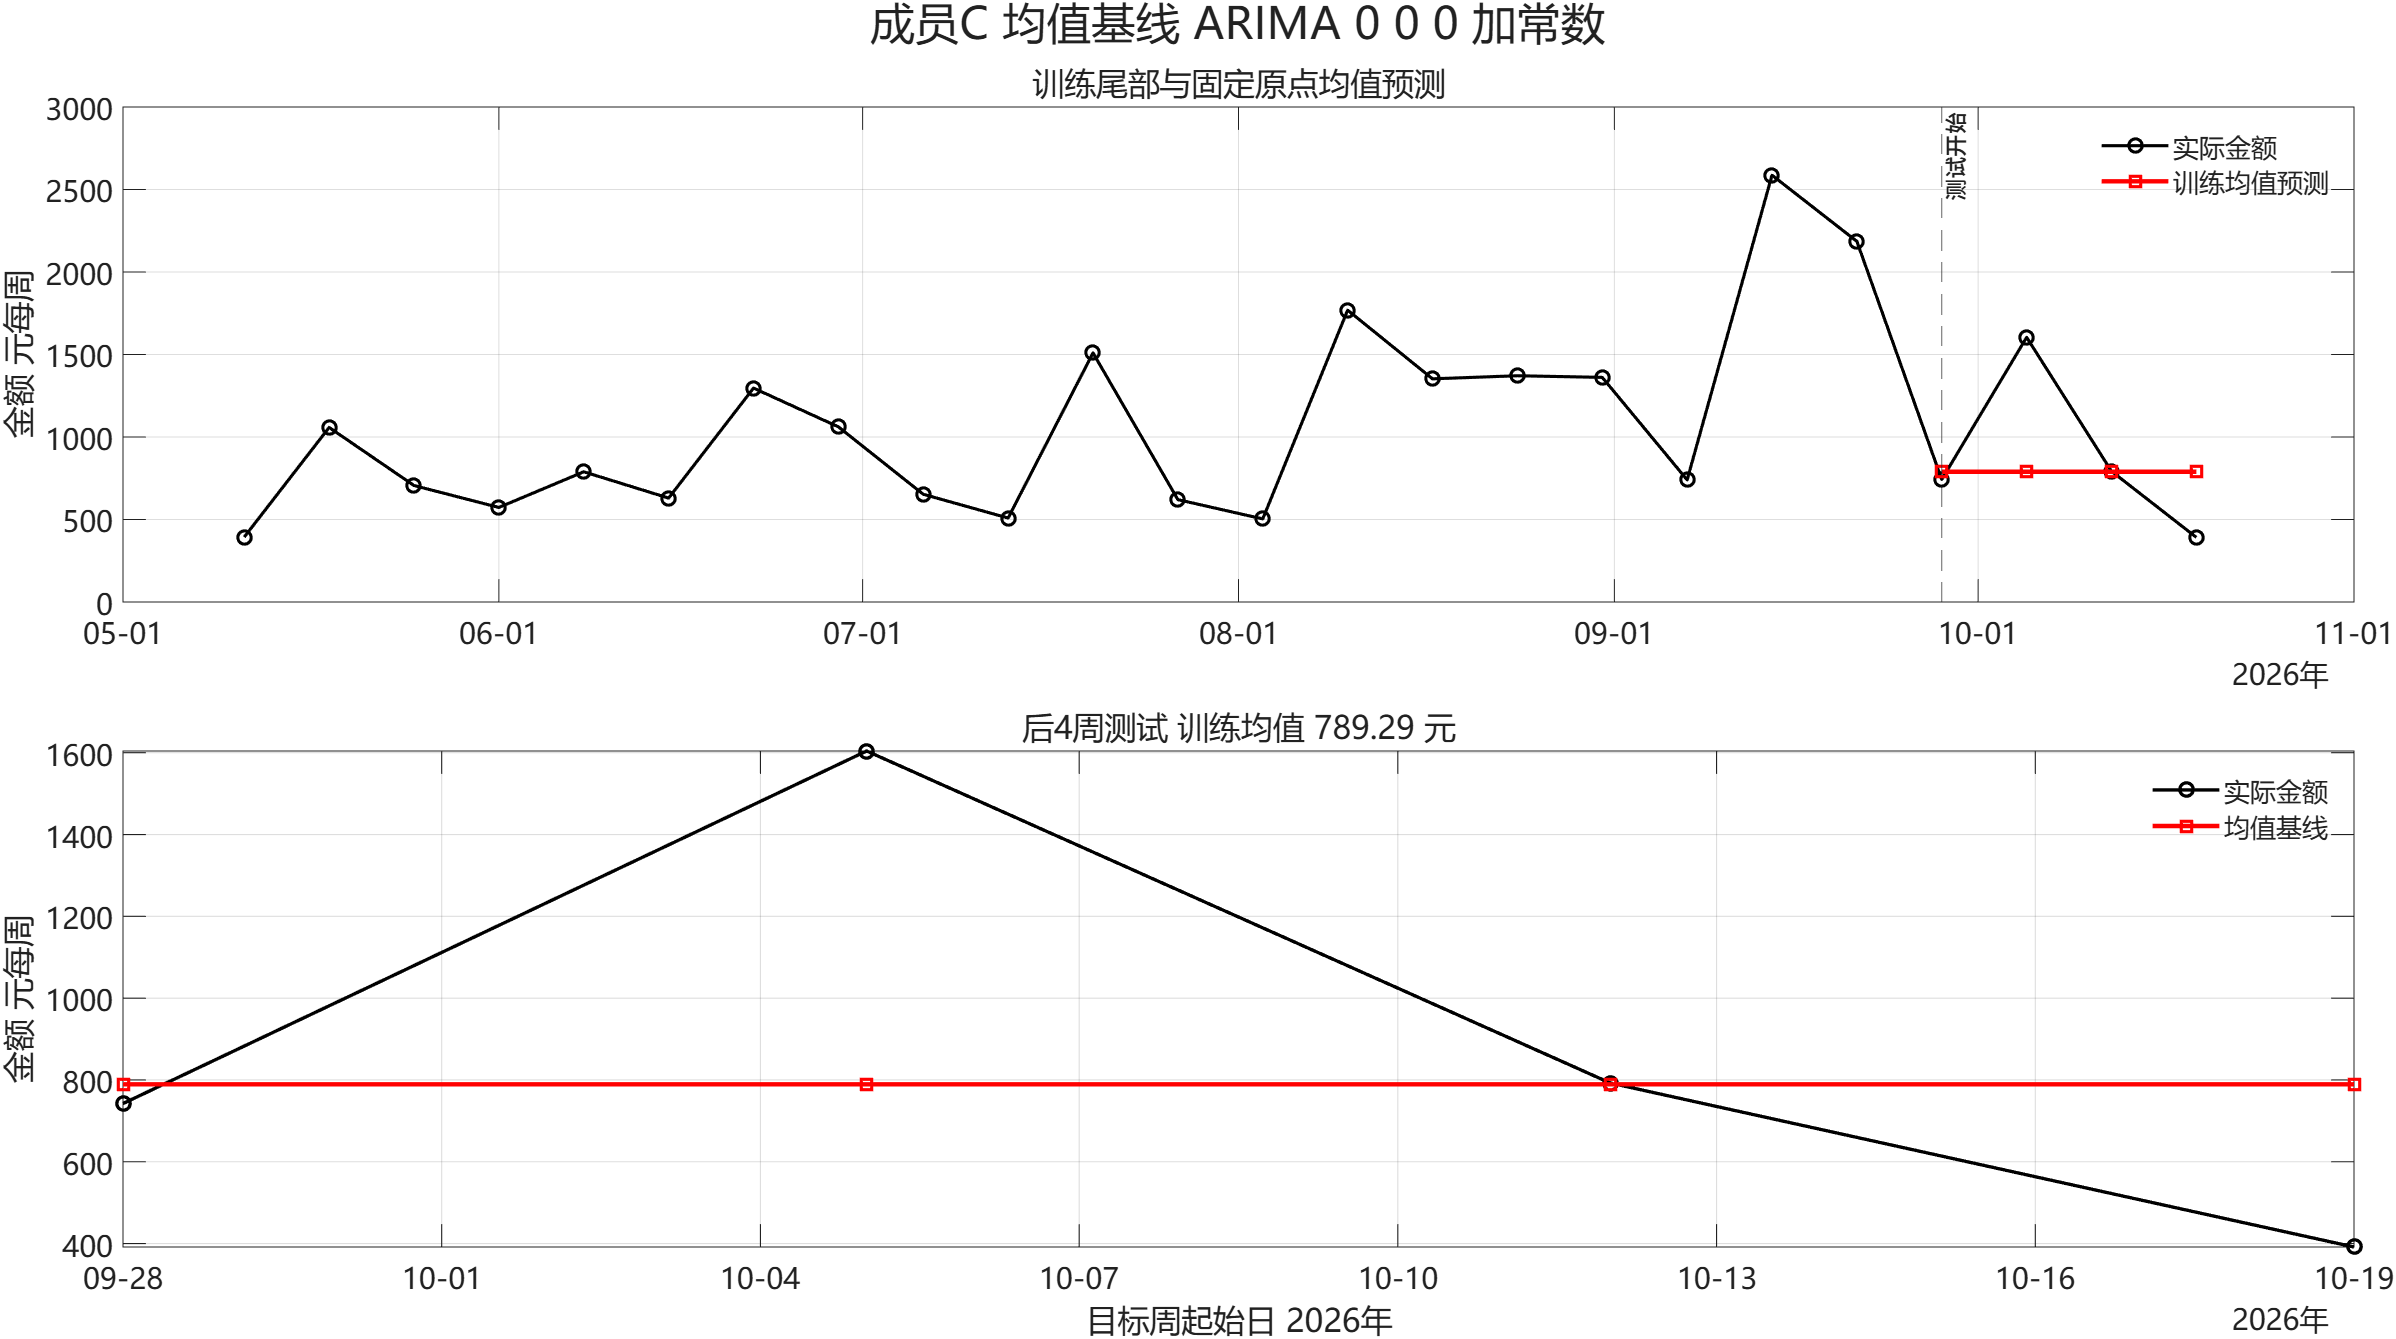 成员C 均值基线 ARIMA 0 0 0 加常数
训练尾部与固定原点均值预测
3000
2500
2000
1500
1000
500
0
金额 元每周
测试开始
实际金额
训练均值预测
05-01
06-01
07-01
08-01
09-01
10-01
11-01
2026年
后4周测试 训练均值 789.29 元
1600
1400
1200
1000
800
600
400
金额 元每周
实际金额
均值基线
09-28
10-01
10-04
10-07
10-10
10-13
10-16
10-19
目标周起始日 2026年
2026年